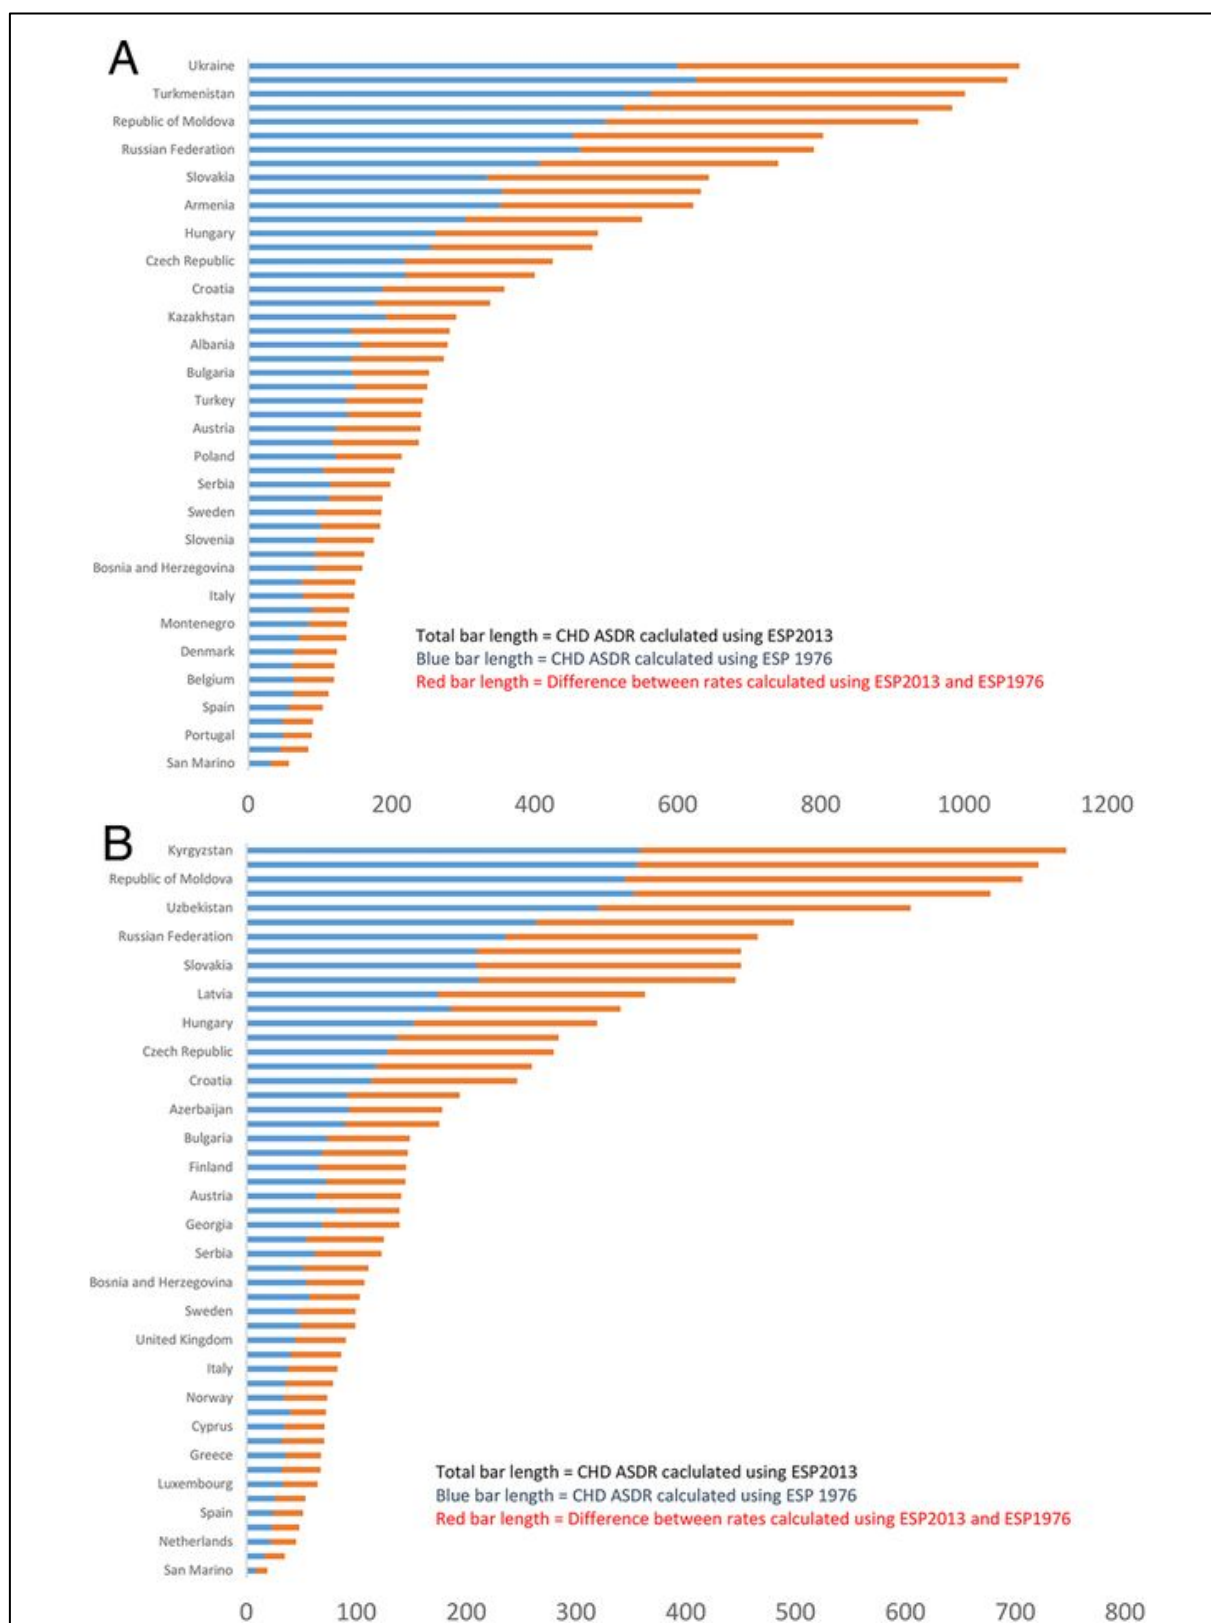 A
Ukraine
Turkmenistan
Republic of Moldova
Russian Federation
Slovakia
Armenia
Hungary
Czech Republic
Croatia
Kazakhstan
Albania
Bulgaria
Turkey
Austria
Poland
Serbia
Sweden
Slovenia
Bosnia and Herzegovina
Italy
Montenegro
Denmark
Belgium
Spain
Portugal
San Marino
Total bar length = CHD ASDR caclulated using ESP2013
Blue bar length = CHD ASDR calculated using ESP 1976
Red bar length = Difference between rates calculated using ESP2013 and ESP1976
0 200 400 600 800 1000 1200
B
Kyrgyzstan
Republic of Moldova
Uzbekistan
Russian Federation
Slovakia
Latvia
Hungary
Czech Republic
Croatia
Azerbaijan
Bulgaria
Finland
Austria
Georgia
Serbia
Bosnia and Herzegovina
Sweden
United Kingdom
Italy
Norway
Cyprus
Greece
Luxembourg
Spain
Netherlands
San Marino
Total bar length = CHD ASDR caclulated using ESP2013
Blue bar length = CHD ASDR calculated using ESP 1976
Red bar length = Difference between rates calculated using ESP2013 and ESP1976
0 100 200 300 400 500 600 700 800